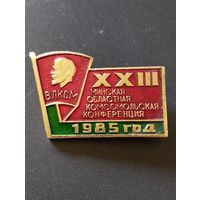 ВЛКСМ
XXIII
МИНСКАЯ
ОБЛАСТНАЯ
КОМСОМОЛЬСКАЯ
КОНФЕРЕНЦИЯ
1985 год